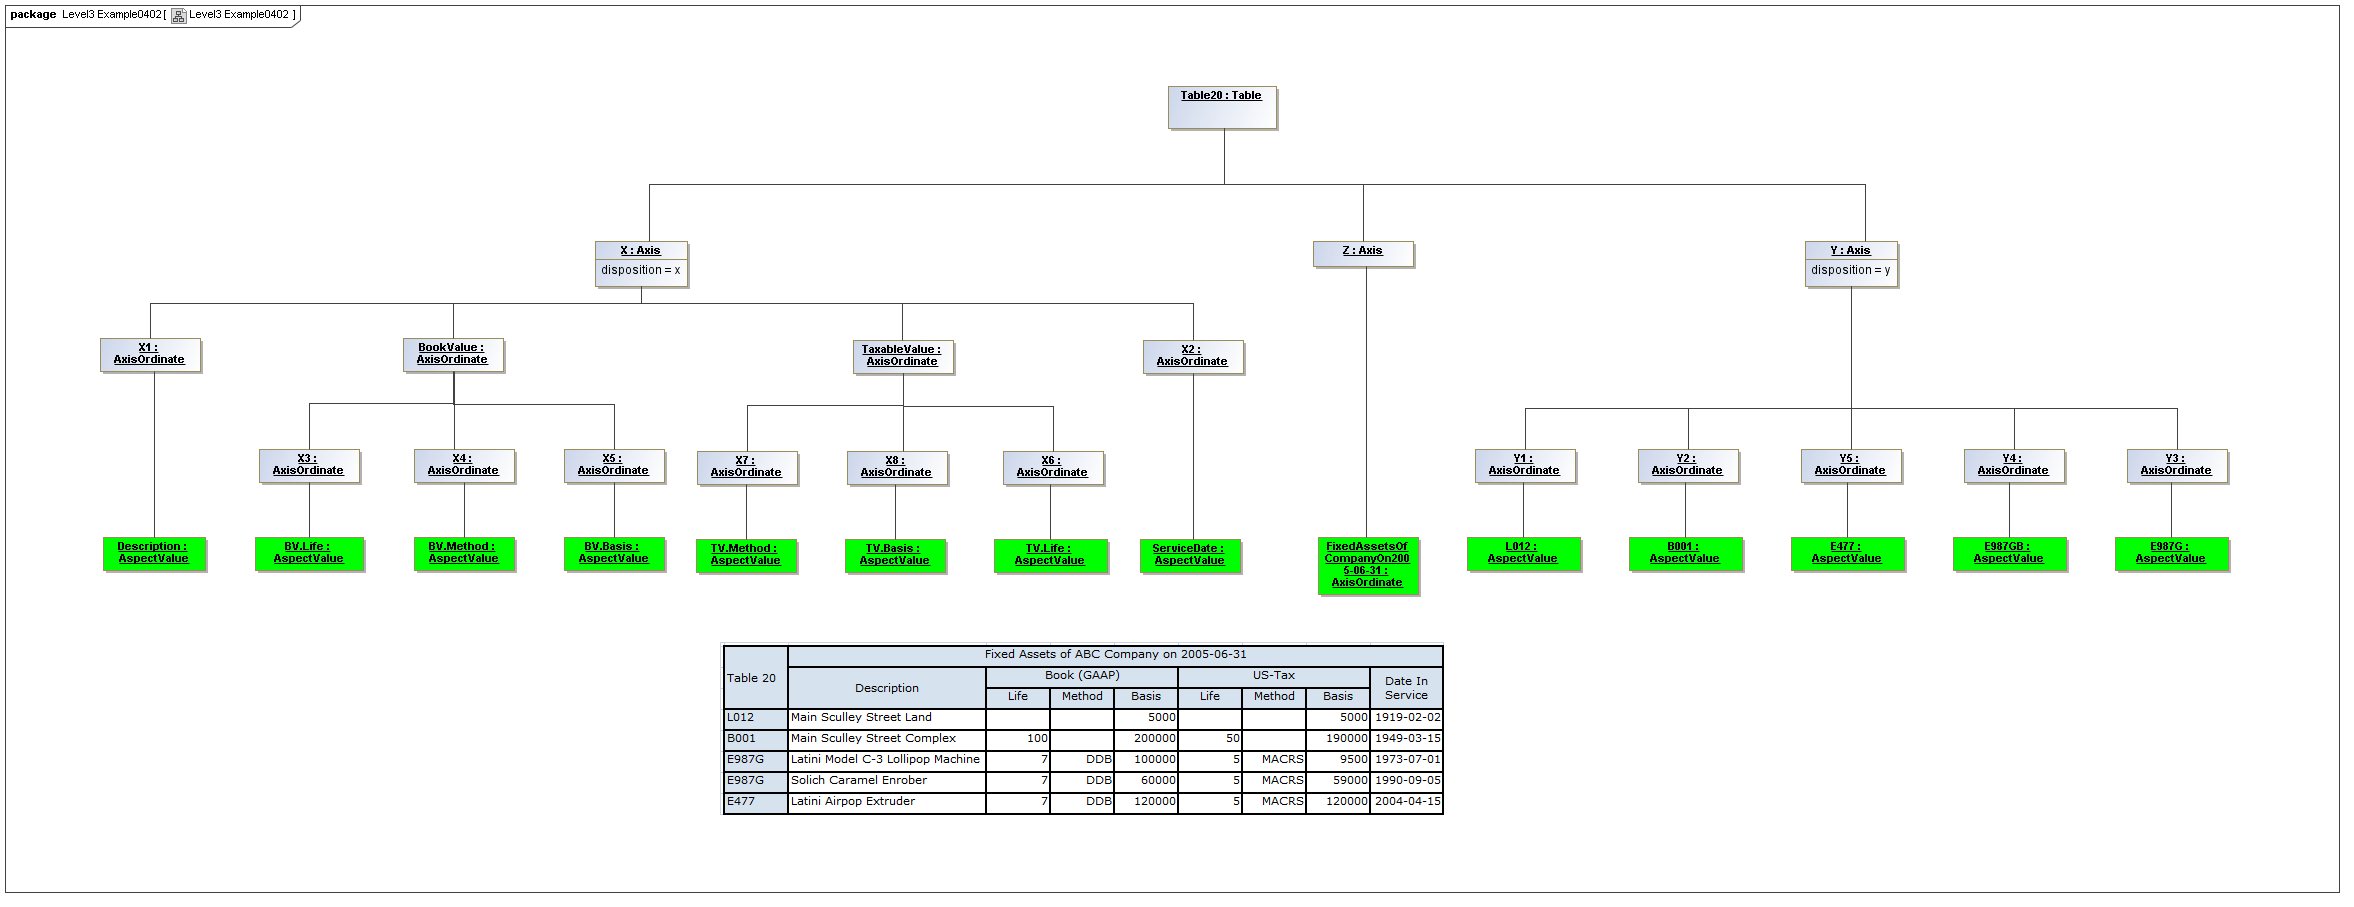 package Level3 Example0402 [ Level3 Example0402 ]
Table20 : Table
X : Axis
disposition = x
Z : Axis
Y : Axis
disposition = y
X1 :
AxisOrdinate
BookValue :
AxisOrdinate
TaxableValue :
AxisOrdinate
X2 :
AxisOrdinate
X3 :
AxisOrdinate
X4 :
AxisOrdinate
X5 :
AxisOrdinate
X7 :
AxisOrdinate
X8 :
AxisOrdinate
X6 :
AxisOrdinate
Y1 :
AxisOrdinate
Y2 :
AxisOrdinate
Y5 :
AxisOrdinate
Y4 :
AxisOrdinate
Y3 :
AxisOrdinate
Description :
AspectValue
BV.Life :
AspectValue
BV.Method :
AspectValue
BV.Basis :
AspectValue
TV.Method :
AspectValue
TV.Basis :
AspectValue
TV.Life :
AspectValue
ServiceDate :
AspectValue
FixedAssetsOf
CompanyOn200
5-06-31 :
AxisOrdinate
L012 :
AspectValue
B001 :
AspectValue
E477 :
AspectValue
E987GB :
AspectValue
E987G :
AspectValue
Table 20
Fixed Assets of ABC Company on 2005-06-31
Description
Book (GAAP)
US-Tax
Date In
Service
Life Method Basis Life Method Basis
L012 Main Sculley Street Land 5000 5000 1919-02-02
B001 Main Sculley Street Complex 100 200000 50 190000 1949-03-15
E987G Latini Model C-3 Lollipop Machine 7 DDB 100000 5 MACRS 9500 1973-07-01
E987G Solich Caramel Enrober 7 DDB 60000 5 MACRS 59000 1990-09-05
E477 Latini Airpop Extruder 7 DDB 120000 5 MACRS 120000 2004-04-15